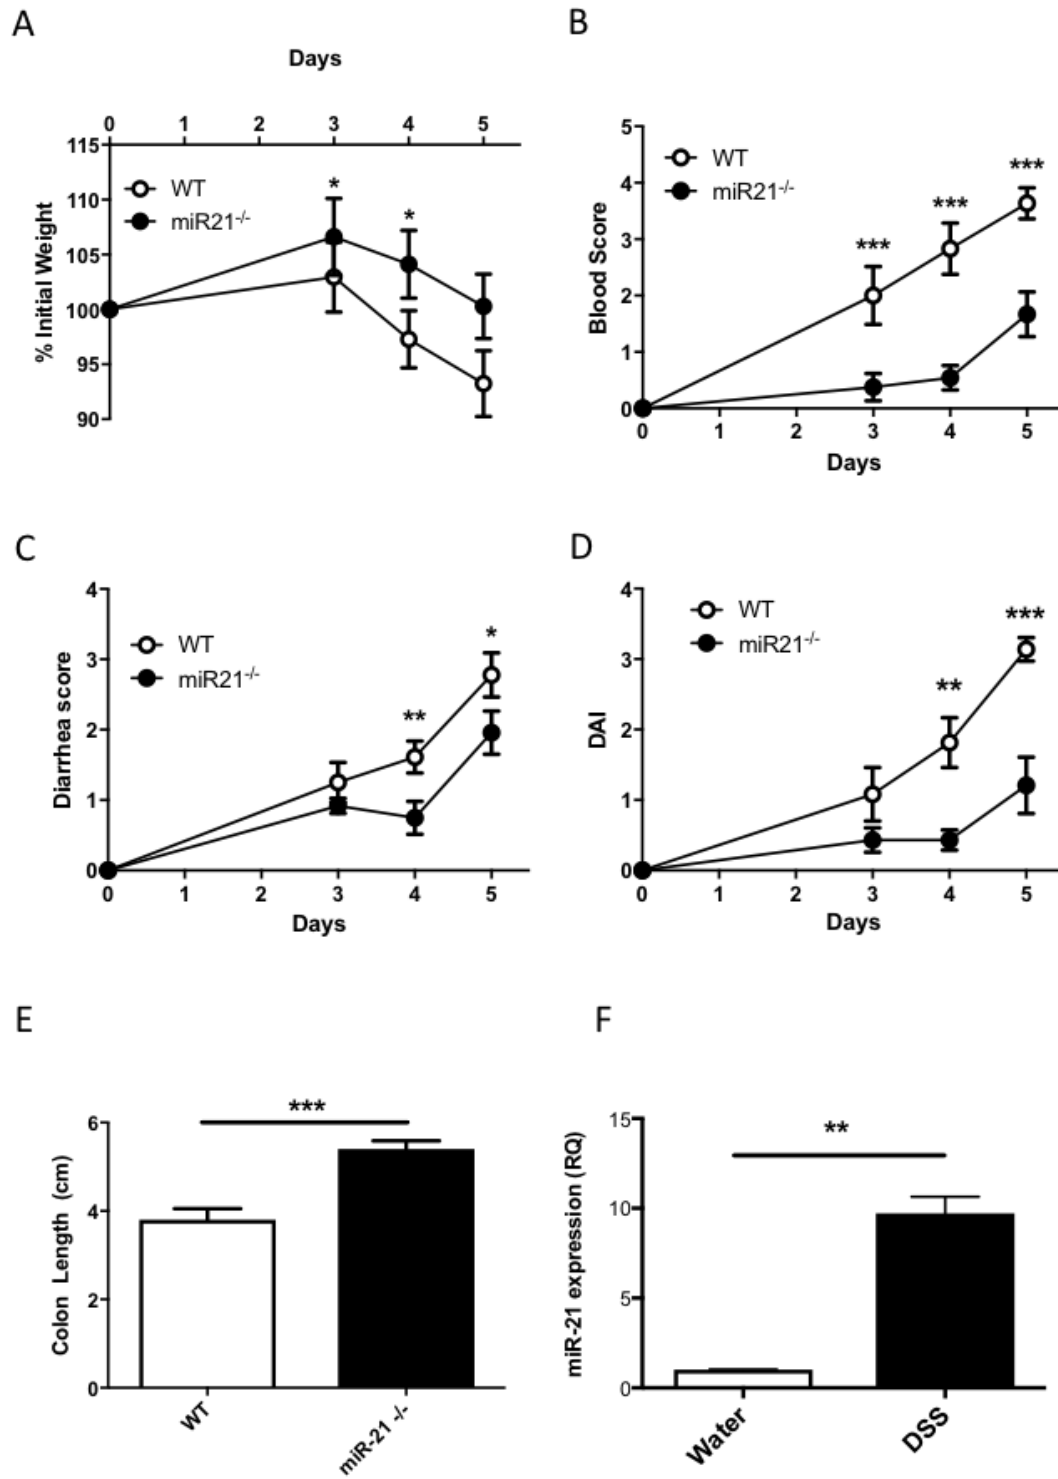 A
Days
0 1 2 3 4 5
115
110
105
100
95
90
% Initial Weight
WT
miR21-/-
*
*
B
5
4
3
2
1
0
Blood Score
WT
miR21-/-
***
***
***
0 1 2 3 4 5
Days
C
4
3
2
1
0
Diarrhea score
WT
miR21-/-
**
*
0 1 2 3 4 5
Days
D
4
3
2
1
0
DAI
WT
miR21-/-
**
***
0 1 2 3 4 5
Days
E
***
6
4
2
0
Colon Length (cm)
WT
miR-21 -/-
F
**
15
10
5
0
miR-21 expression (RQ)
Water
DSS